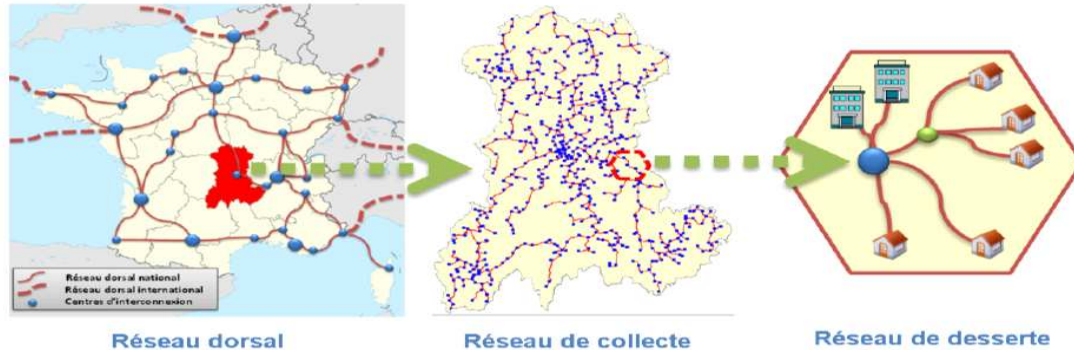 Réseau dorsal national
Réseau dorsal international
Centres d'interconnexion
Réseau dorsal
Réseau de collecte
Réseau de desserte